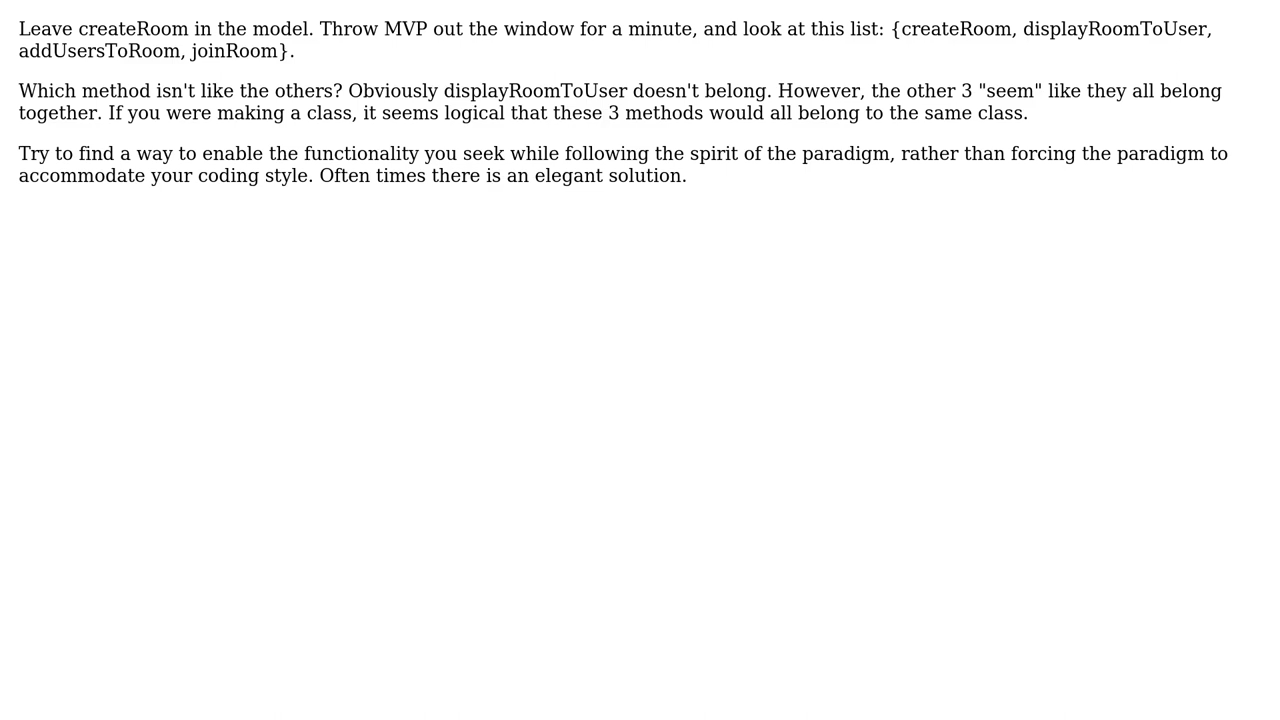 Leave createRoom in the model. Throw MVP out the window for a minute, and look at this list: {createRoom, displayRoomToUser,
addUsersToRoom, joinRoom}.
Which method isn't like the others? Obviously displayRoomToUser doesn't belong. However, the other 3 "seem" like they all belong
together. If you were making a class, it seems logical that these 3 methods would all belong to the same class.
Try to find a way to enable the functionality you seek while following the spirit of the paradigm, rather than forcing the paradigm to
accommodate your coding style. Often times there is an elegant solution.